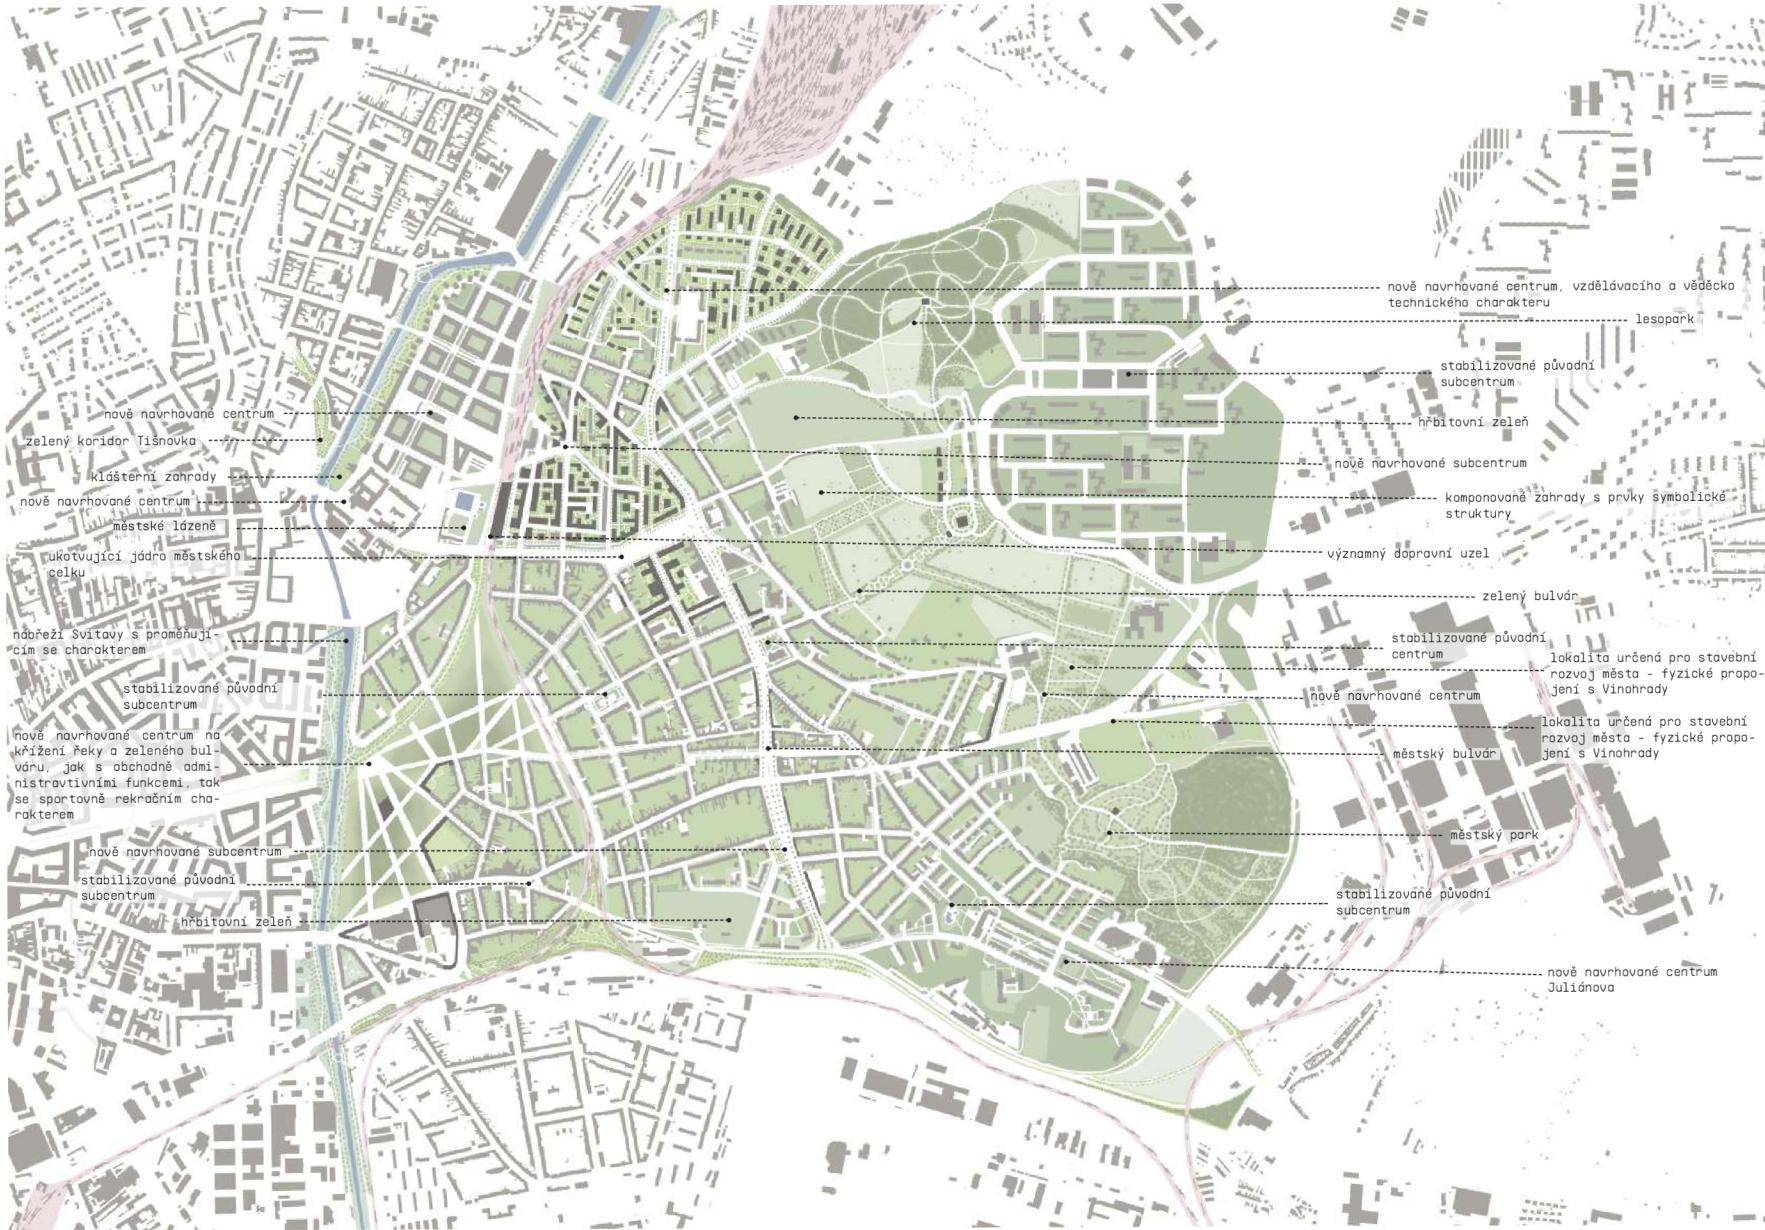 nově navrhované centrum
zelený koridor Tišnovka
klášterní zahrady
nově navrhované centrum
městské lázeně
ukotvující jádro městského
celku
nábřeží Svitavy s proměňují-
cím se charakterem
stabilizované původní
subcentrum
nově navrhované centrum na
křížení řeky a zeleného bul-
váru, jak s obchodně admi-
nistravtivními funkcemi, tak
se sportovně rekračním cha-
rakterem
nově navrhované subcentrum
stabilizované původní
subcentrum
hřbitovní zeleň
nově navrhované centrum, vzdělávacího a věděcko
technického charakteru
lesopark
stabilizované původní
subcentrum
hřbitovní zeleň
nově navrhované subcentrum
komponované zahrady s prvky symbolické
struktury
významný dopravní uzel
zelený bulvár
stabilizované původní
centrum
lokalita určená pro stavební
rozvoj města - fyzické propo-
jení s Vinohrady
nově navrhované centrum
lokalita určená pro stavební
rozvoj města - fyzické propo-
jení s Vinohrady
městský bulvár
městský park
stabilizované původní
subcentrum
nově navrhované centrum
Juliánova